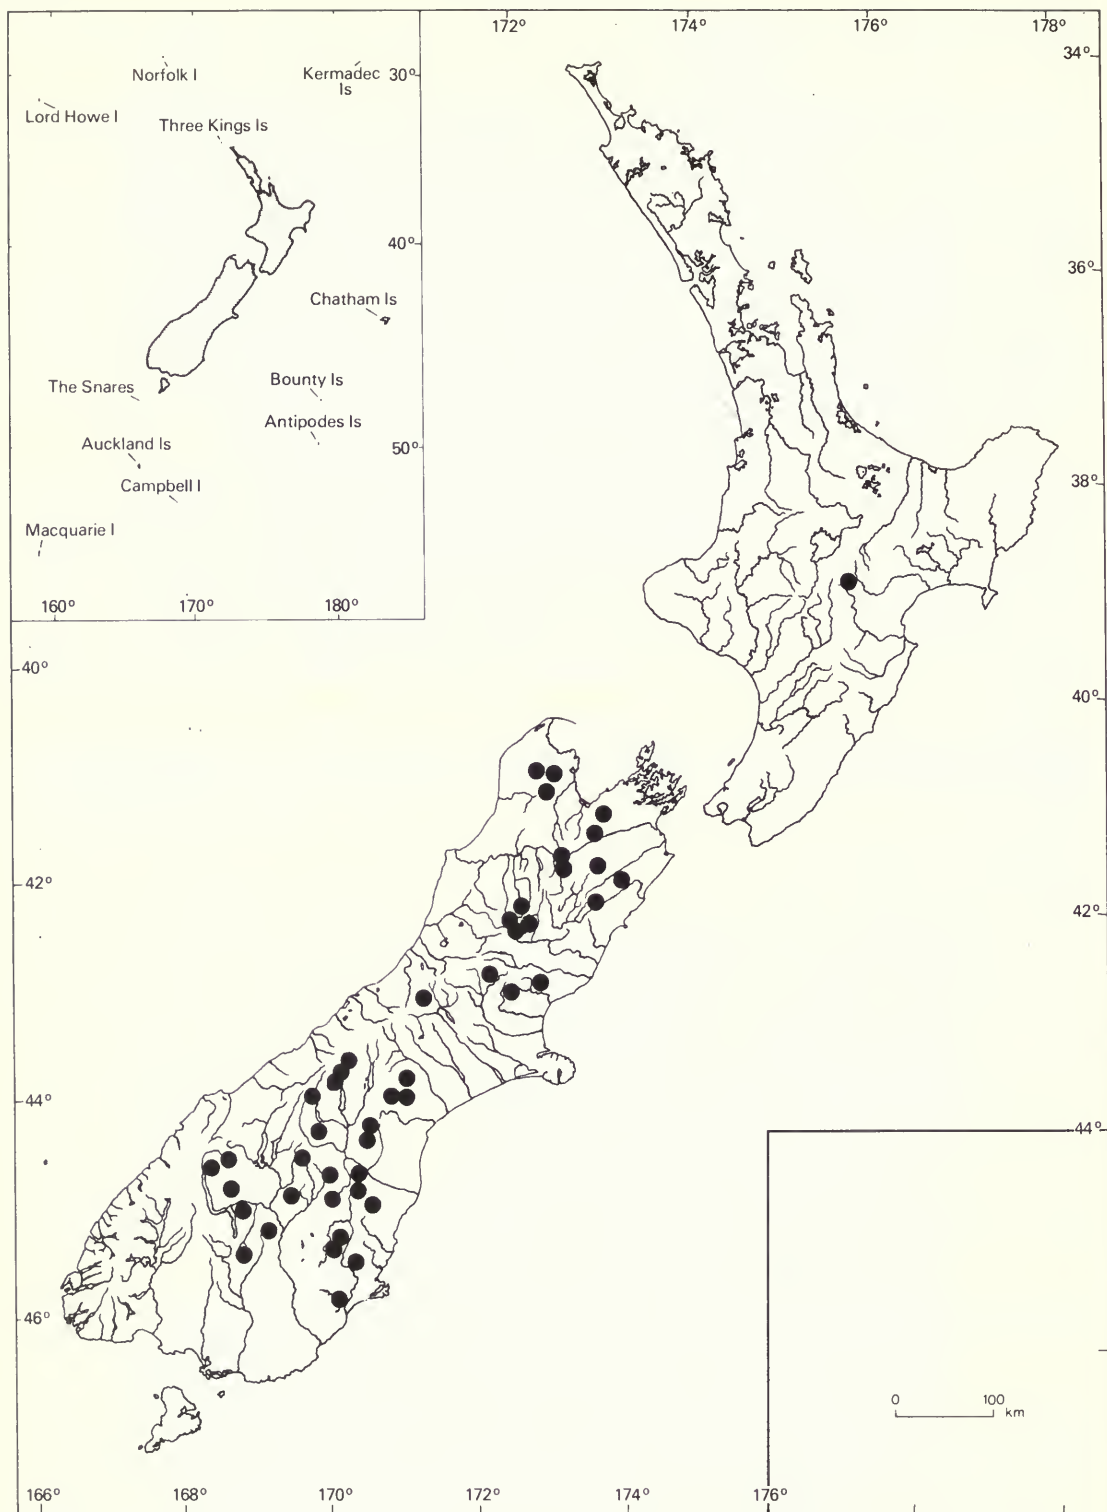 172° 174° 176° 178°
34°
Norfolk I
Kermadec
Is
30°
Lord Howe I
Three Kings Is
40°
36°
Chatham Is
The Snares
Bounty Is
Antipodes Is
Auckland Is
50°
Campbell I
38°
Macquarie I
160° 170° 180°
40°
40°
42°
42°
44°
44°
46°
0 100
km
166° 168° 170° 172° 174° 176°